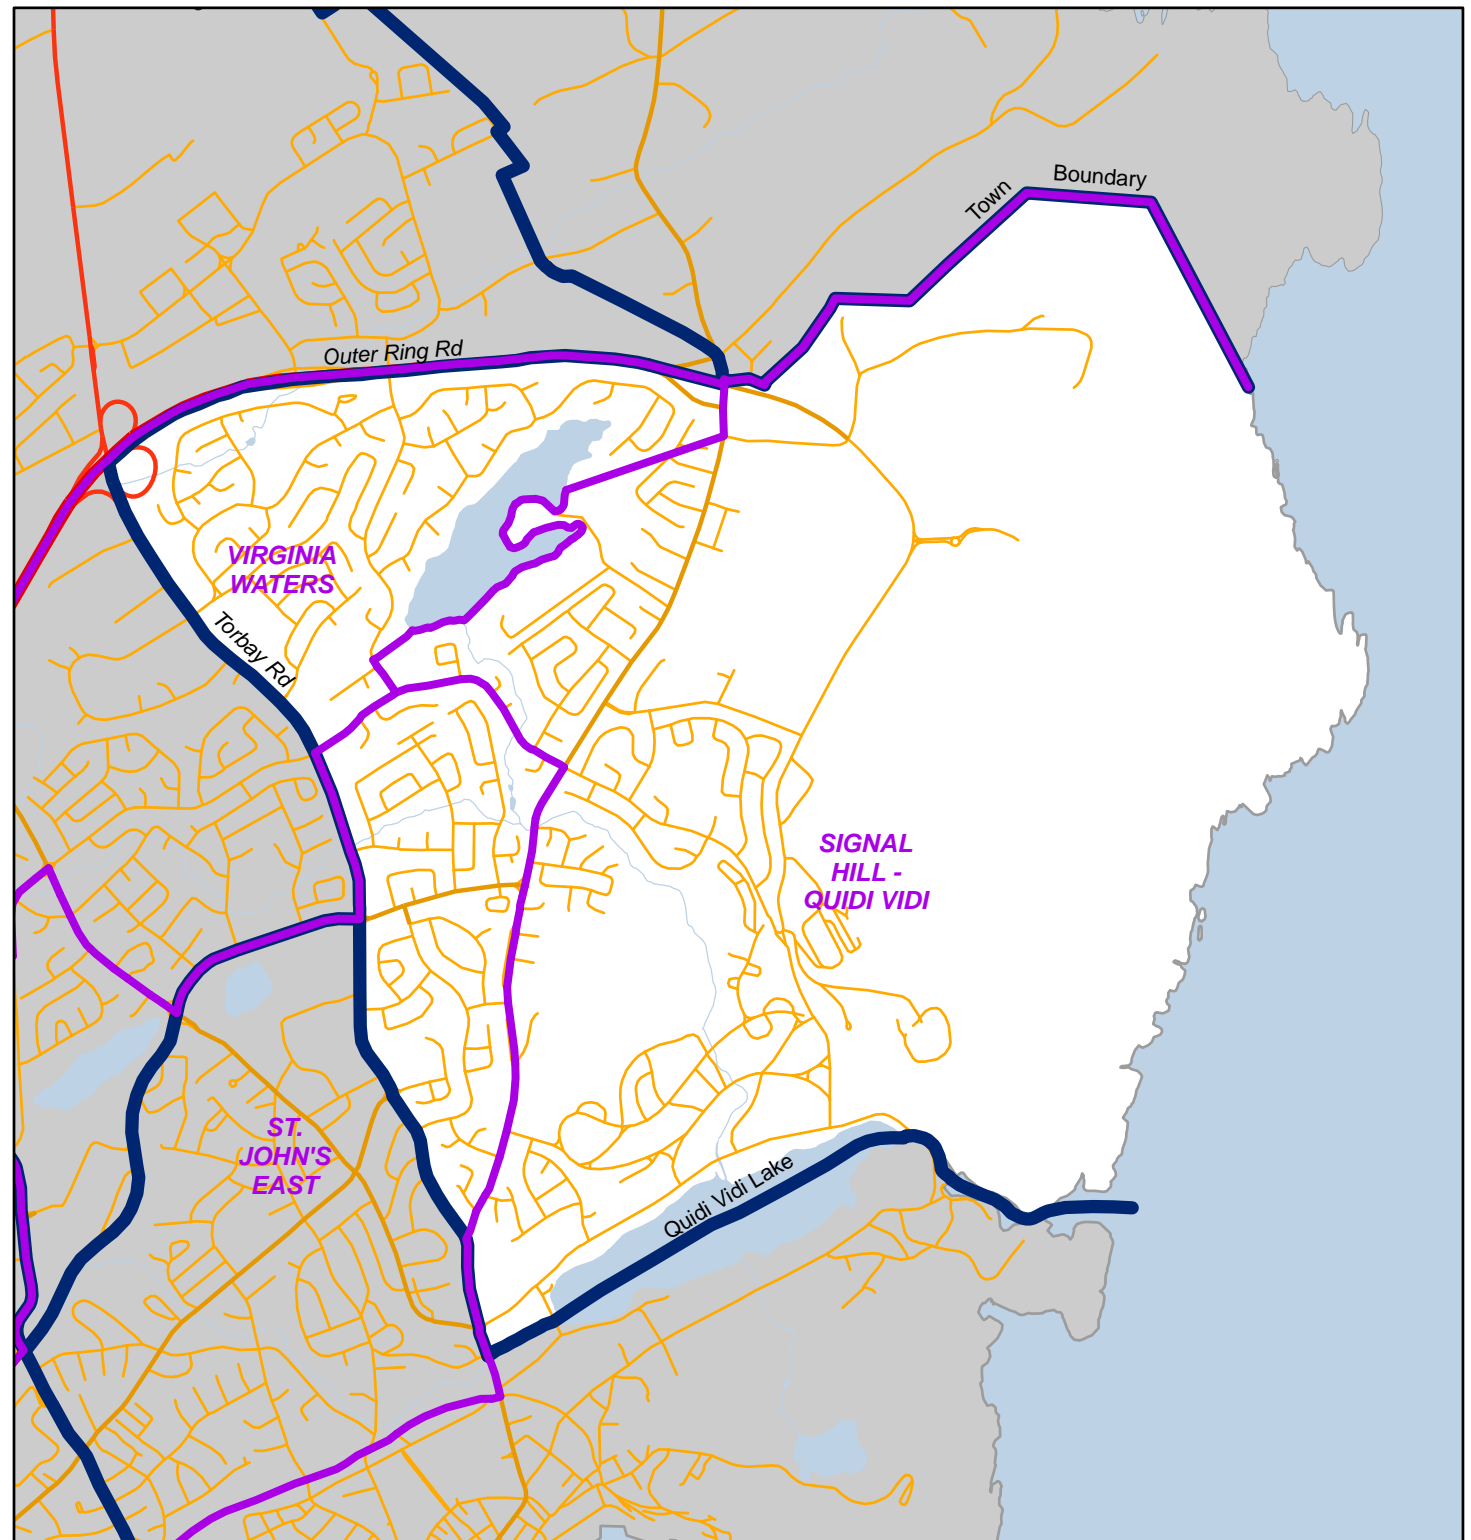 Town
Boundary
Outer Ring Rd
VIRGINIA
WATERS
Torbay Rd
SIGNAL
HILL -
QUIDI VIDI
ST.
JOHN'S
EAST
Quidi Vidi Lake